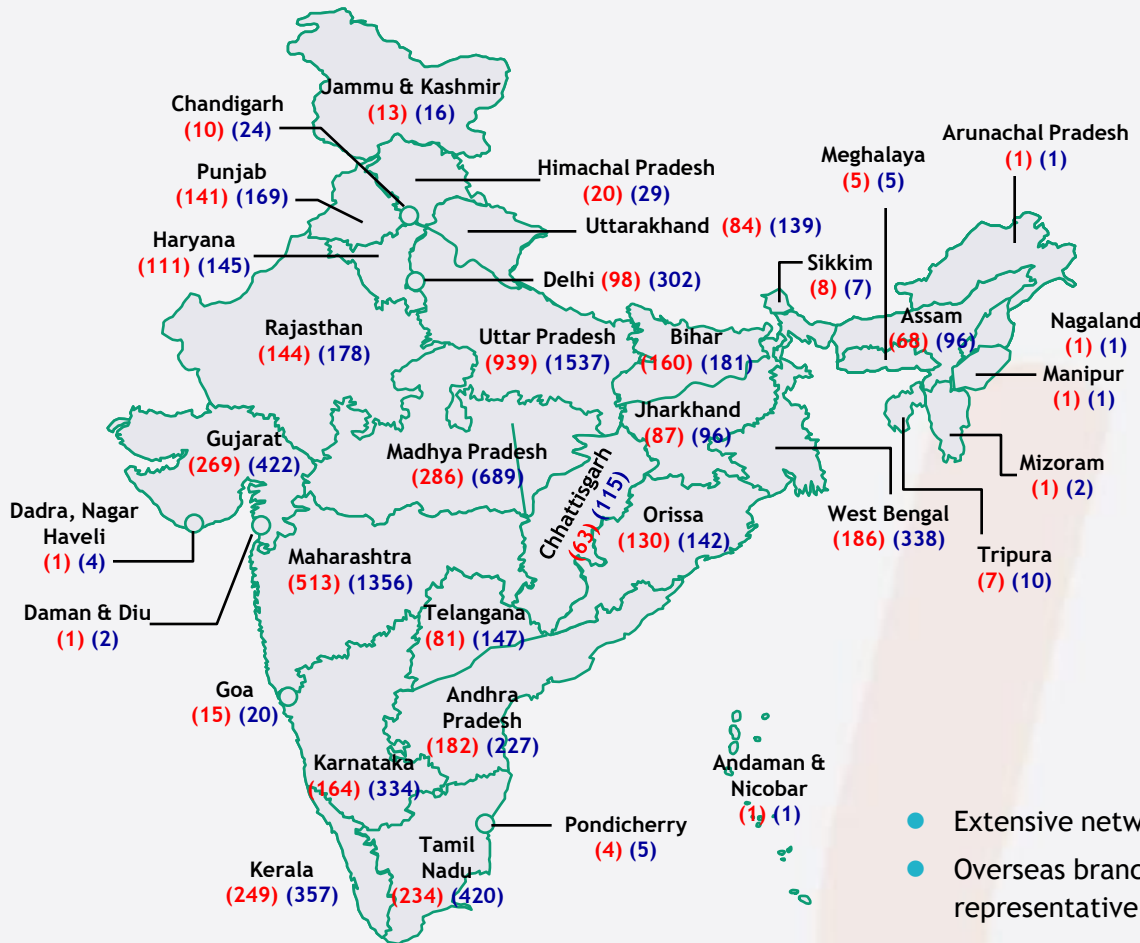 Jammu & Kashmir
(13) (16)
Chandigarh
(10) (24)
Arunachal Pradesh
(1) (1)
Meghalaya
(5) (5)
Himachal Pradesh
(20) (29)
Punjab
(141) (169)
Uttarakhand (84) (139)
Haryana
(111) (145)
Sikkim
(8) (7)
Delhi (98) (302)
Assam
(68) (96)
Nagaland
(1) (1)
Rajasthan
(144) (178)
Uttar Pradesh
(939) (1537)
Bihar
(160) (181)
Manipur
(1) (1)
Jharkhand
(87) (96)
Gujarat
(269) (422)
Madhya Pradesh
(286) (689)
Chhattisgarh
(63) (115)
Mizoram
(1) (2)
Dadra, Nagar
Haveli
(1) (4)
Orissa
(130) (142)
West Bengal
(186) (338)
Maharashtra
(513) (1356)
Tripura
(7) (10)
Daman & Diu
(1) (2)
Telangana
(81) (147)
Goa
(15) (20)
Andhra
Pradesh
(182) (227)
Karnataka
(164) (334)
Andaman &
Nicobar
(1) (1)
Pondicherry
(4) (5)
Tamil
Nadu
(234) (420)
Kerala
(249) (357)
Extensive netw
Overseas branc
representative